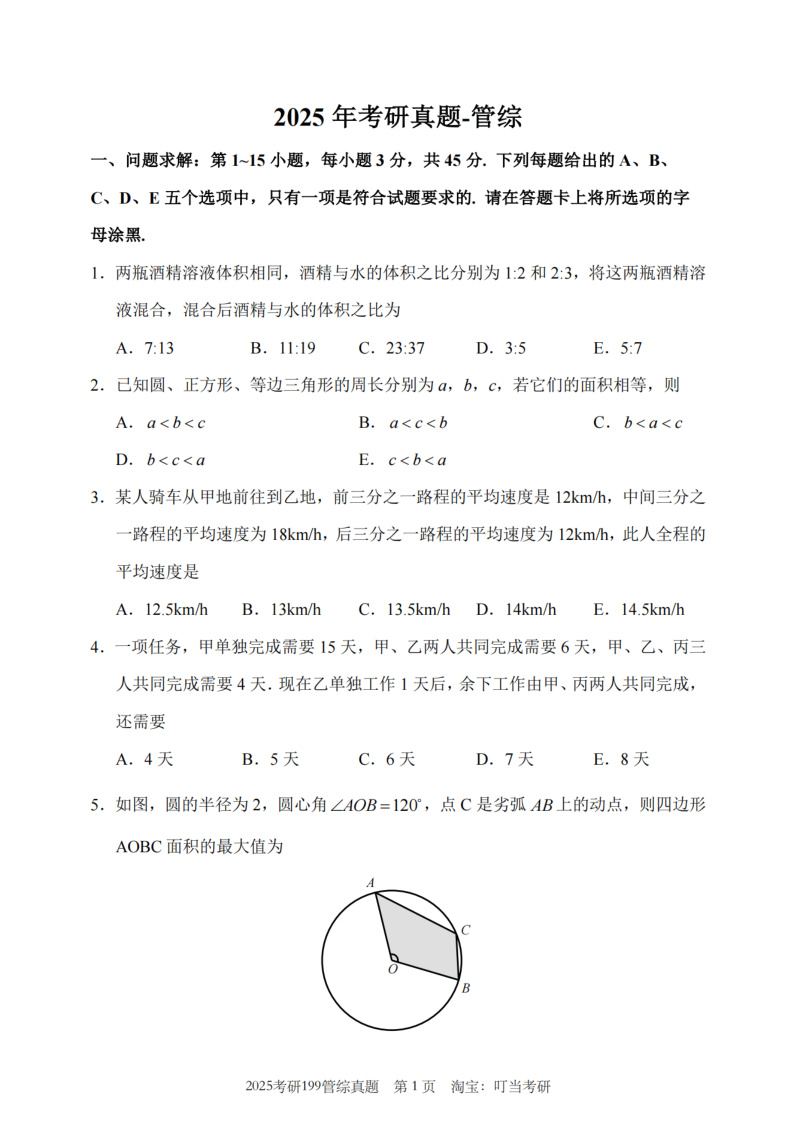 2025 年考研真题-管综
一、问题求解：第 1~15 小题，每小题 3 分，共 45 分. 下列每题给出的 A、B、
C、D、E 五个选项中，只有一项是符合试题要求的. 请在答题卡上将所选项的字
母涂黑.
1．两瓶酒精溶液体积相同，酒精与水的体积之比分别为 1:2 和 2:3，将这两瓶酒精溶
液混合，混合后酒精与水的体积之比为
A．7:13 B．11:19 C．23:37 D．3:5 E．5:7
2．已知圆、正方形、等边三角形的周长分别为 a，b，c，若它们的面积相等，则
A．a<b<c B．a<c<b C．b<a<c
D．b<c<a E．c<b<a
3．某人骑车从甲地前往到乙地，前三分之一路程的平均速度是 12km/h，中间三分之
一路程的平均速度为 18km/h，后三分之一路程的平均速度为 12km/h，此人全程的
平均速度是
A．12.5km/h B．13km/h C．13.5km/h D．14km/h E．14.5km/h
4．一项任务，甲单独完成需要 15 天，甲、乙两人共同完成需要 6 天，甲、乙、丙三
人共同完成需要 4 天. 现在乙单独工作 1 天后，余下工作由甲、丙两人共同完成，
还需要
A．4 天 B．5 天 C．6 天 D．7 天 E．8 天
5．如图，圆的半径为 2，圆心角∠AOB=120°，点 C 是劣弧 AB 上的动点，则四边形
AOBC 面积的最大值为
A
C
O
B
2025考研199管综真题 第 1 页 淘宝：叮当考研